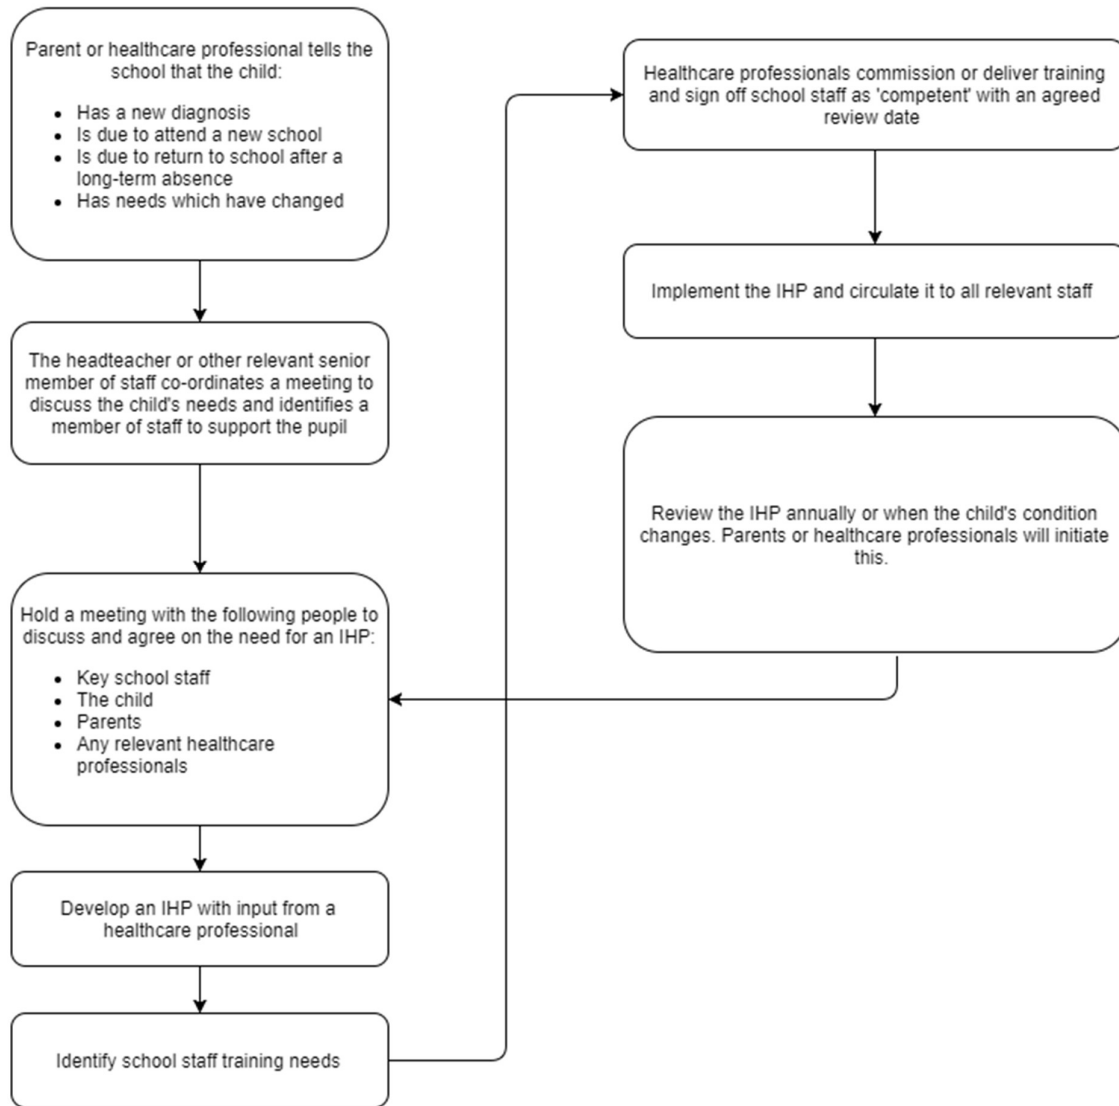 Parent or healthcare professional tells the
school that the child:
• Has a new diagnosis
• Is due to attend a new school
• Is due to return to school after a
long-term absence
• Has needs which have changed
The headteacher or other relevant senior
member of staff co-ordinates a meeting to
discuss the child's needs and identifies a
member of staff to support the pupil
Hold a meeting with the following people to
discuss and agree on the need for an IHP:
• Key school staff
• The child
• Parents
• Any relevant healthcare
professionals
Develop an IHP with input from a
healthcare professional
Identify school staff training needs
Healthcare professionals commission or deliver training
and sign off school staff as 'competent' with an agreed
review date
Implement the IHP and circulate it to all relevant staff
Review the IHP annually or when the child's condition
changes. Parents or healthcare professionals will initiate
this.